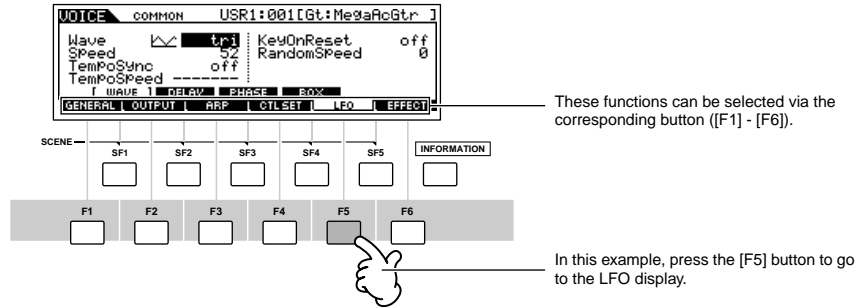 VOICE COMMON USR1:001[Gt:MegaAcGtr ]
Wave tri KeyOnReset off
Speed 52 RandomSpeed 0
TempoSync off
TempoSpeed --------
[ WAVE ] DELAY PHASE BOX
GENERAL OUTPUT ARP CTLSET LFO EFFECT
These functions can be selected via the
corresponding button ([F1] - [F6]).
SCENE SF1 SF2 SF3 SF4 SF5 INFORMATION
F1 F2 F3 F4 F5 F6
In this example, press the [F5] button to go
to the LFO display.